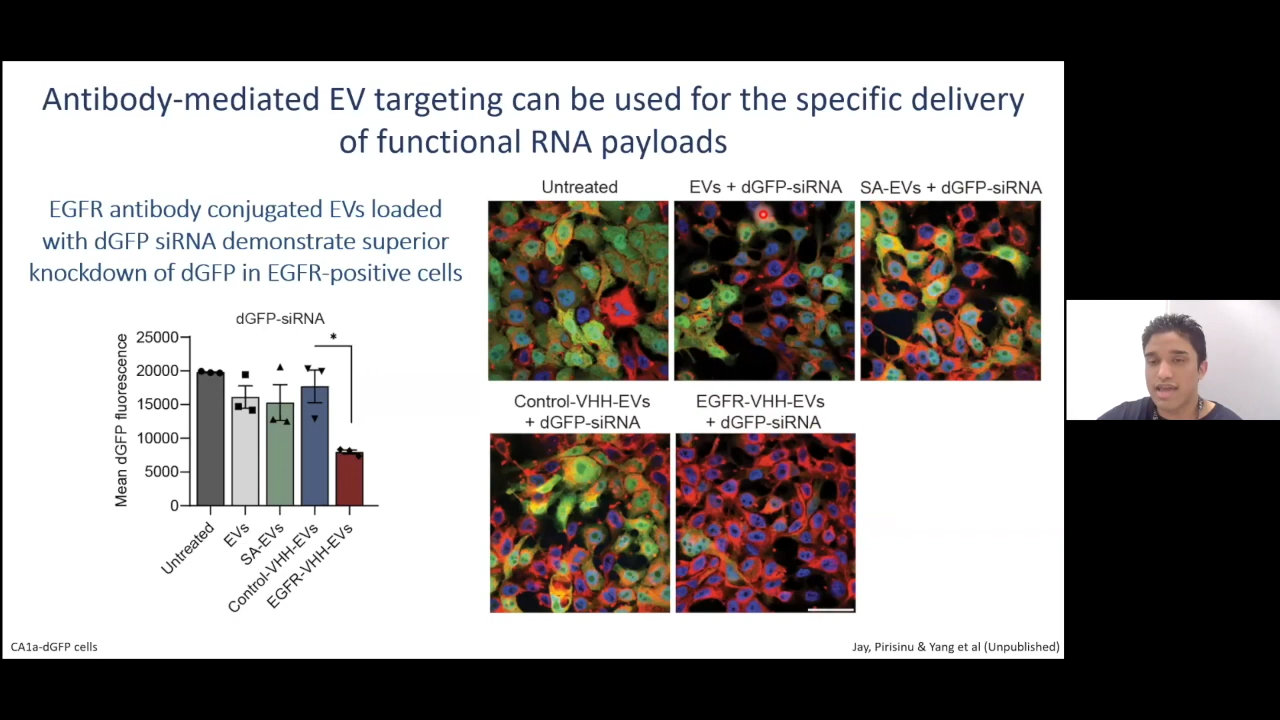 Antibody-mediated EV targeting can be used for the specific delivery
of functional RNA payloads
EGFR antibody conjugated EVs loaded
with dGFP siRNA demonstrate superior
knockdown of dGFP in EGFR-positive cells
dGFP-siRNA
Mean dGFP fluorescence
25000
20000
15000
10000
5000
0
*
Untreated
EVs
SA-EVs
Control-VHH-EVs
EGFR-VHH-EVs
Untreated
EVs + dGFP-siRNA
SA-EVs + dGFP-siRNA
Control-VHH-EVs
+ dGFP-siRNA
EGFR-VHH-EVs
+ dGFP-siRNA
CA1a-dGFP cells
Jay, Pirisinu & Yang et al (Unpublished)